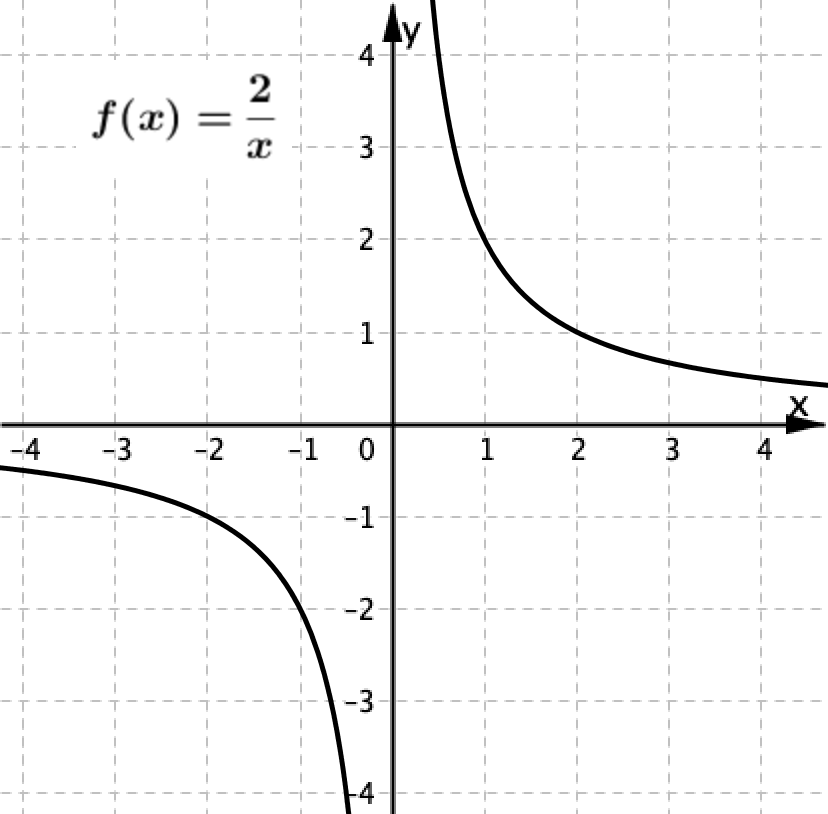 y
4
f(x) = 2/x
3
2
1
x
–4 –3 –2 –1 0 1 2 3 4
–1
–2
–3
–4